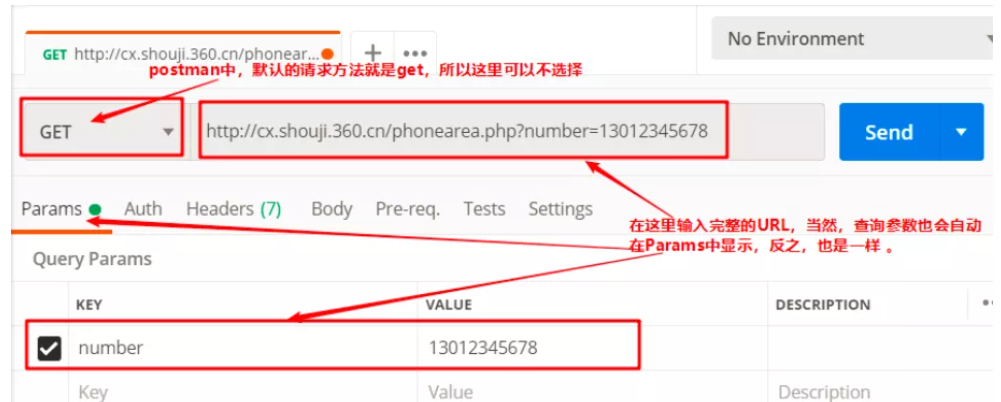 No Environment
GET http://cx.shouji.360.cn/phonear...
postman中，默认的请求方法就是get，所以这里可以不选择
GET
http://cx.shouji.360.cn/phonearea.php?number=13012345678
Send
Params Auth Headers (7) Body Pre-req. Tests Settings
在这里输入完整的URL，当然，查询参数也会自动
在Params中显示，反之，也是一样 。
Query Params
KEY VALUE DESCRIPTION
number 13012345678
Key Value Description